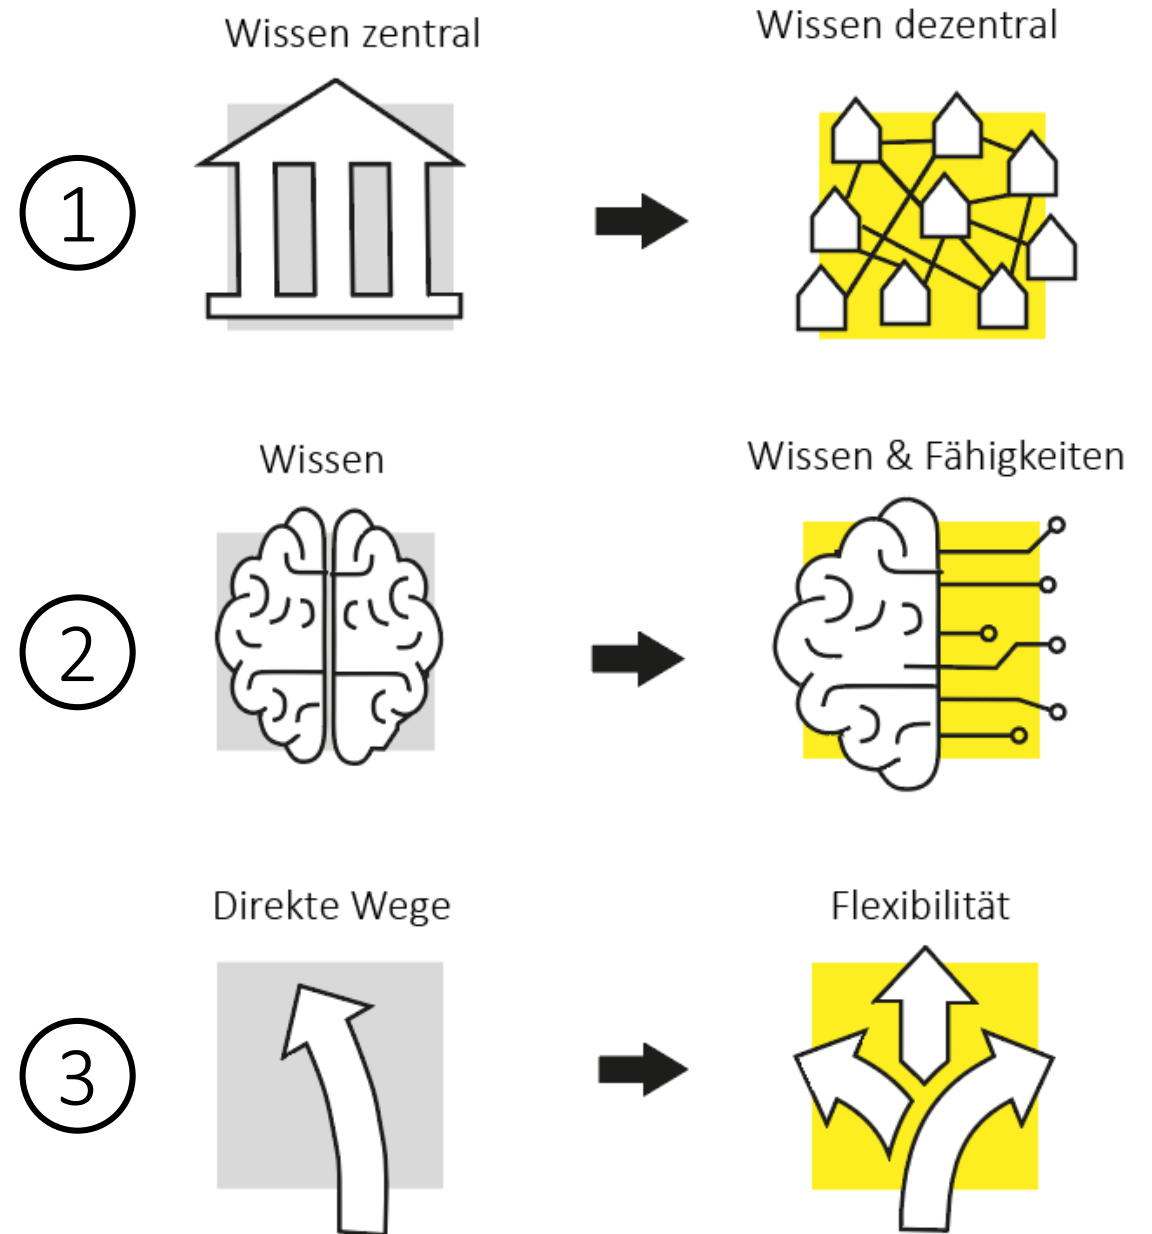 Wissen zentral
Wissen dezentral
1
Wissen
Wissen & Fähigkeiten
2
Direkte Wege
Flexibilität
3